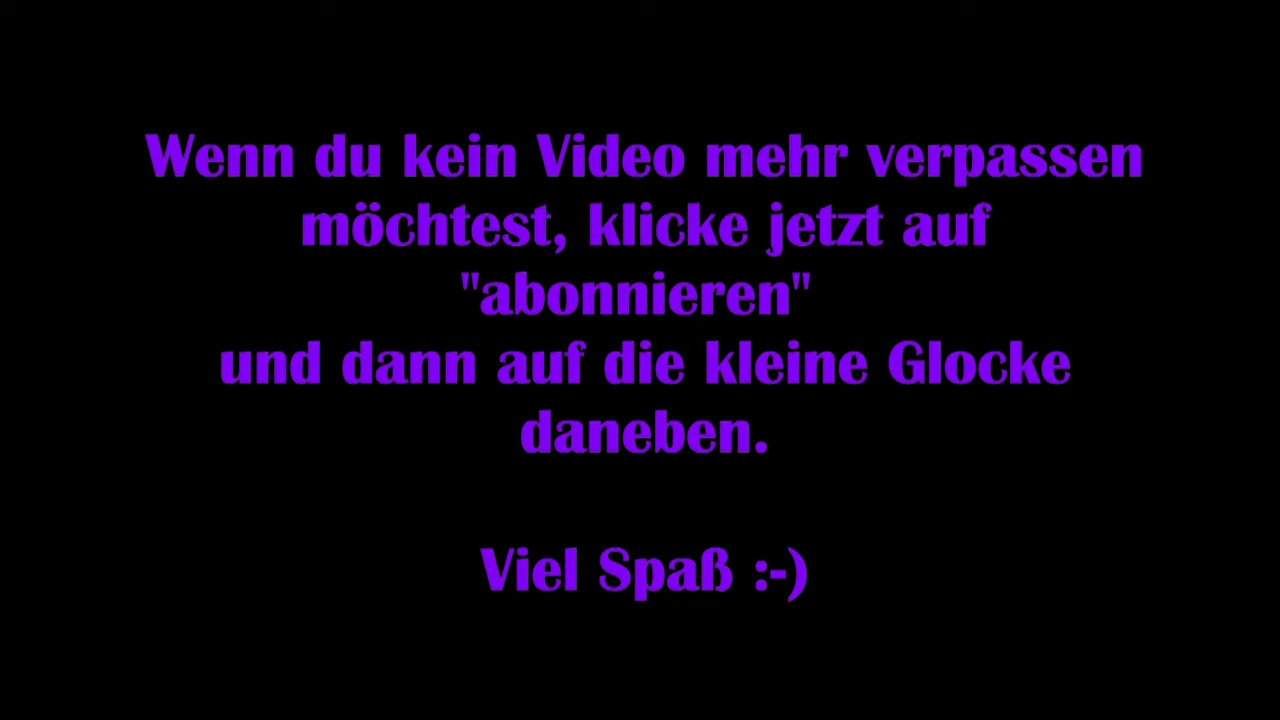 Wenn du kein Video mehr verpassen
möchtest, klicke jetzt auf
"abonnieren"
und dann auf die kleine Glocke
daneben.
Viel Spaß :-)